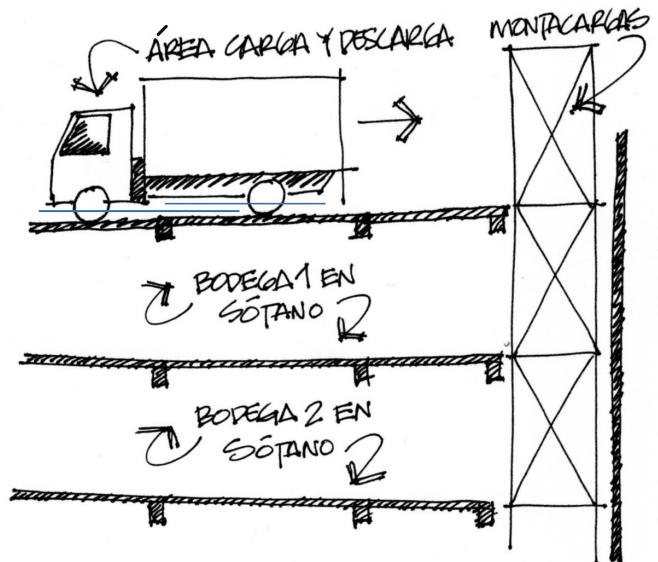 ÁREA CARGA Y DESCARGA
MONTACARGAS
BODEGA 1 EN
SÓTANO
BODEGA 2 EN
SÓTANO